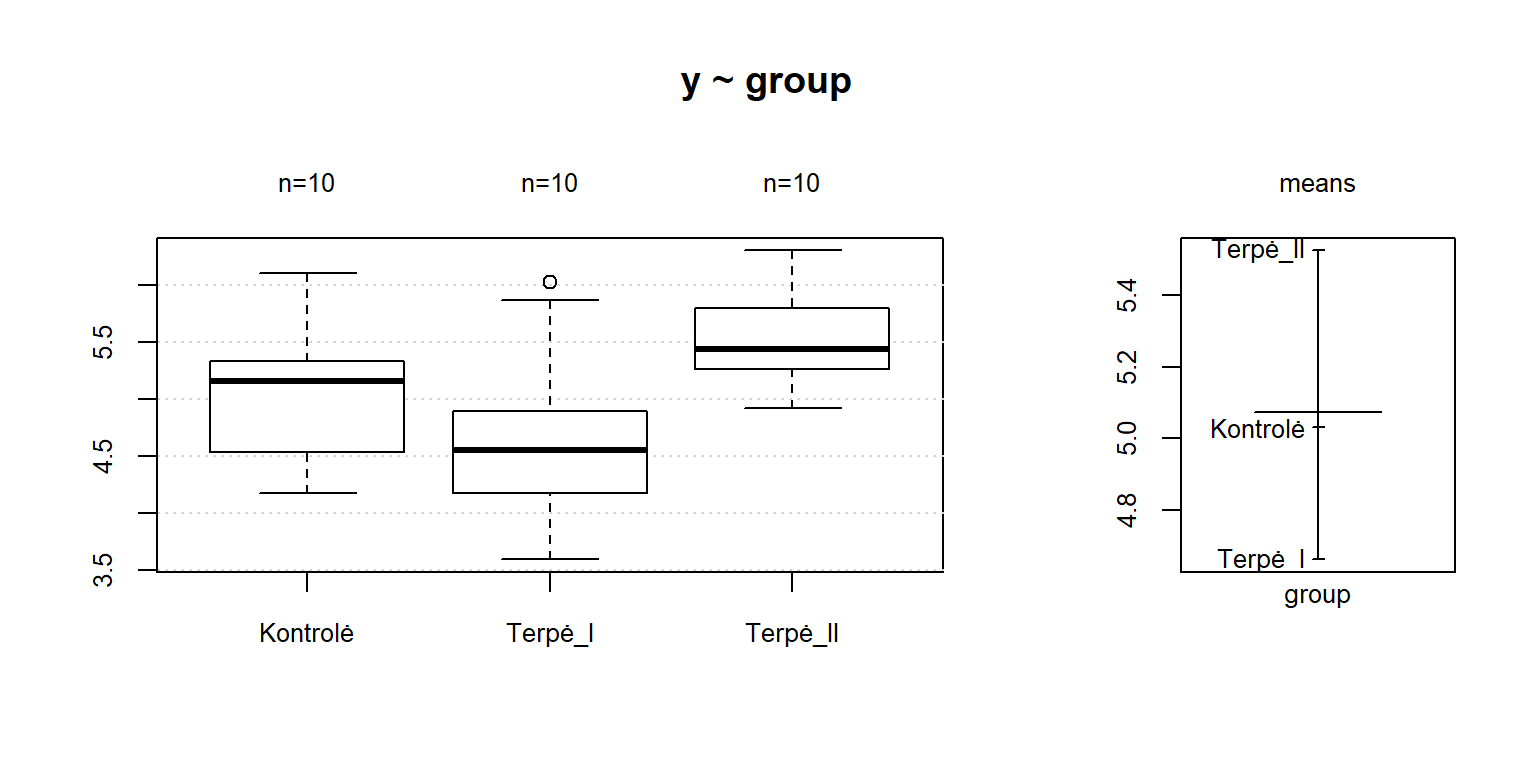 y ~ group
n=10 n=10 n=10
means
5.5
4.5
3.5
Kontrolė Terpė_I Terpė_II
5.4
5.2
5.0
4.8
Terpė_II
Kontrolė
Terpė_I
group